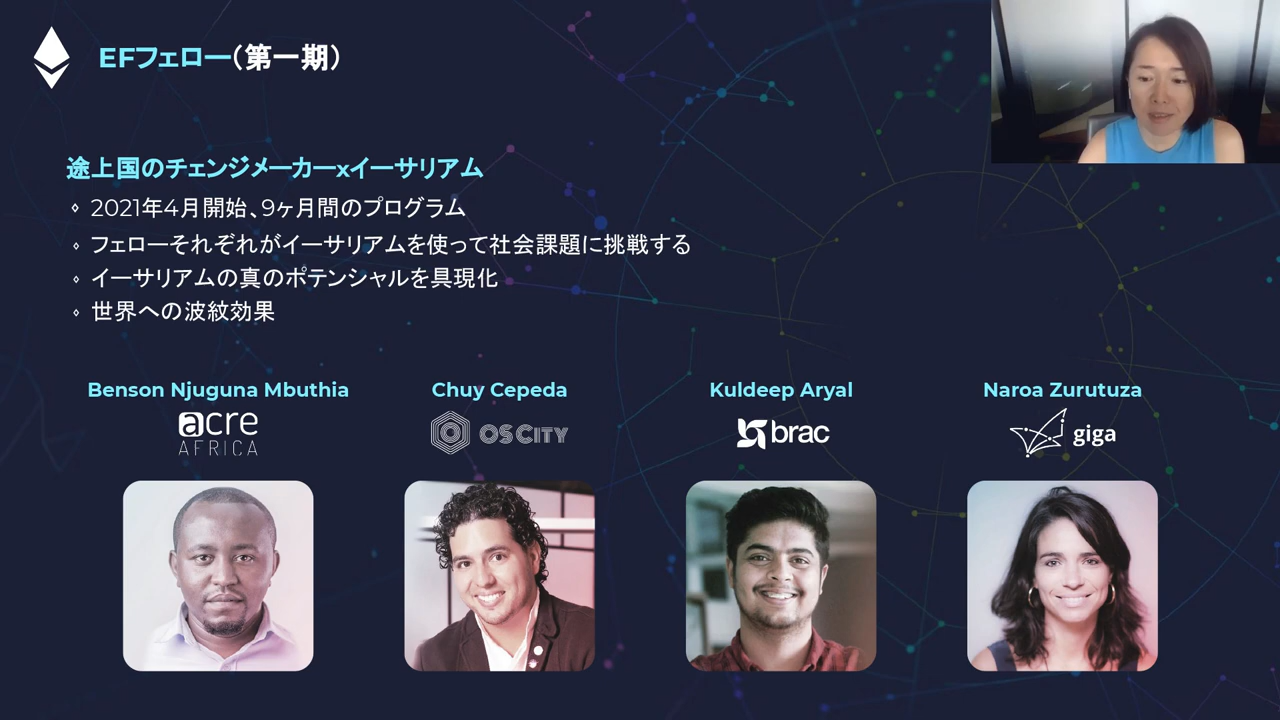 EFフェロー（第一期）
途上国のチェンジメーカーxイーサリアム
2021年4月開始、9ヶ月間のプログラム
フェローそれぞれがイーサリアムを使って社会課題に挑戦する
イーサリアムの真のポテンシャルを具現化
世界への波紋効果
Benson Njuguna Mbuthia
Chuy Cepeda
Kuldeep Aryal
Naroa Zurutuza
acre
AFRICA
OS CITY
brac
giga